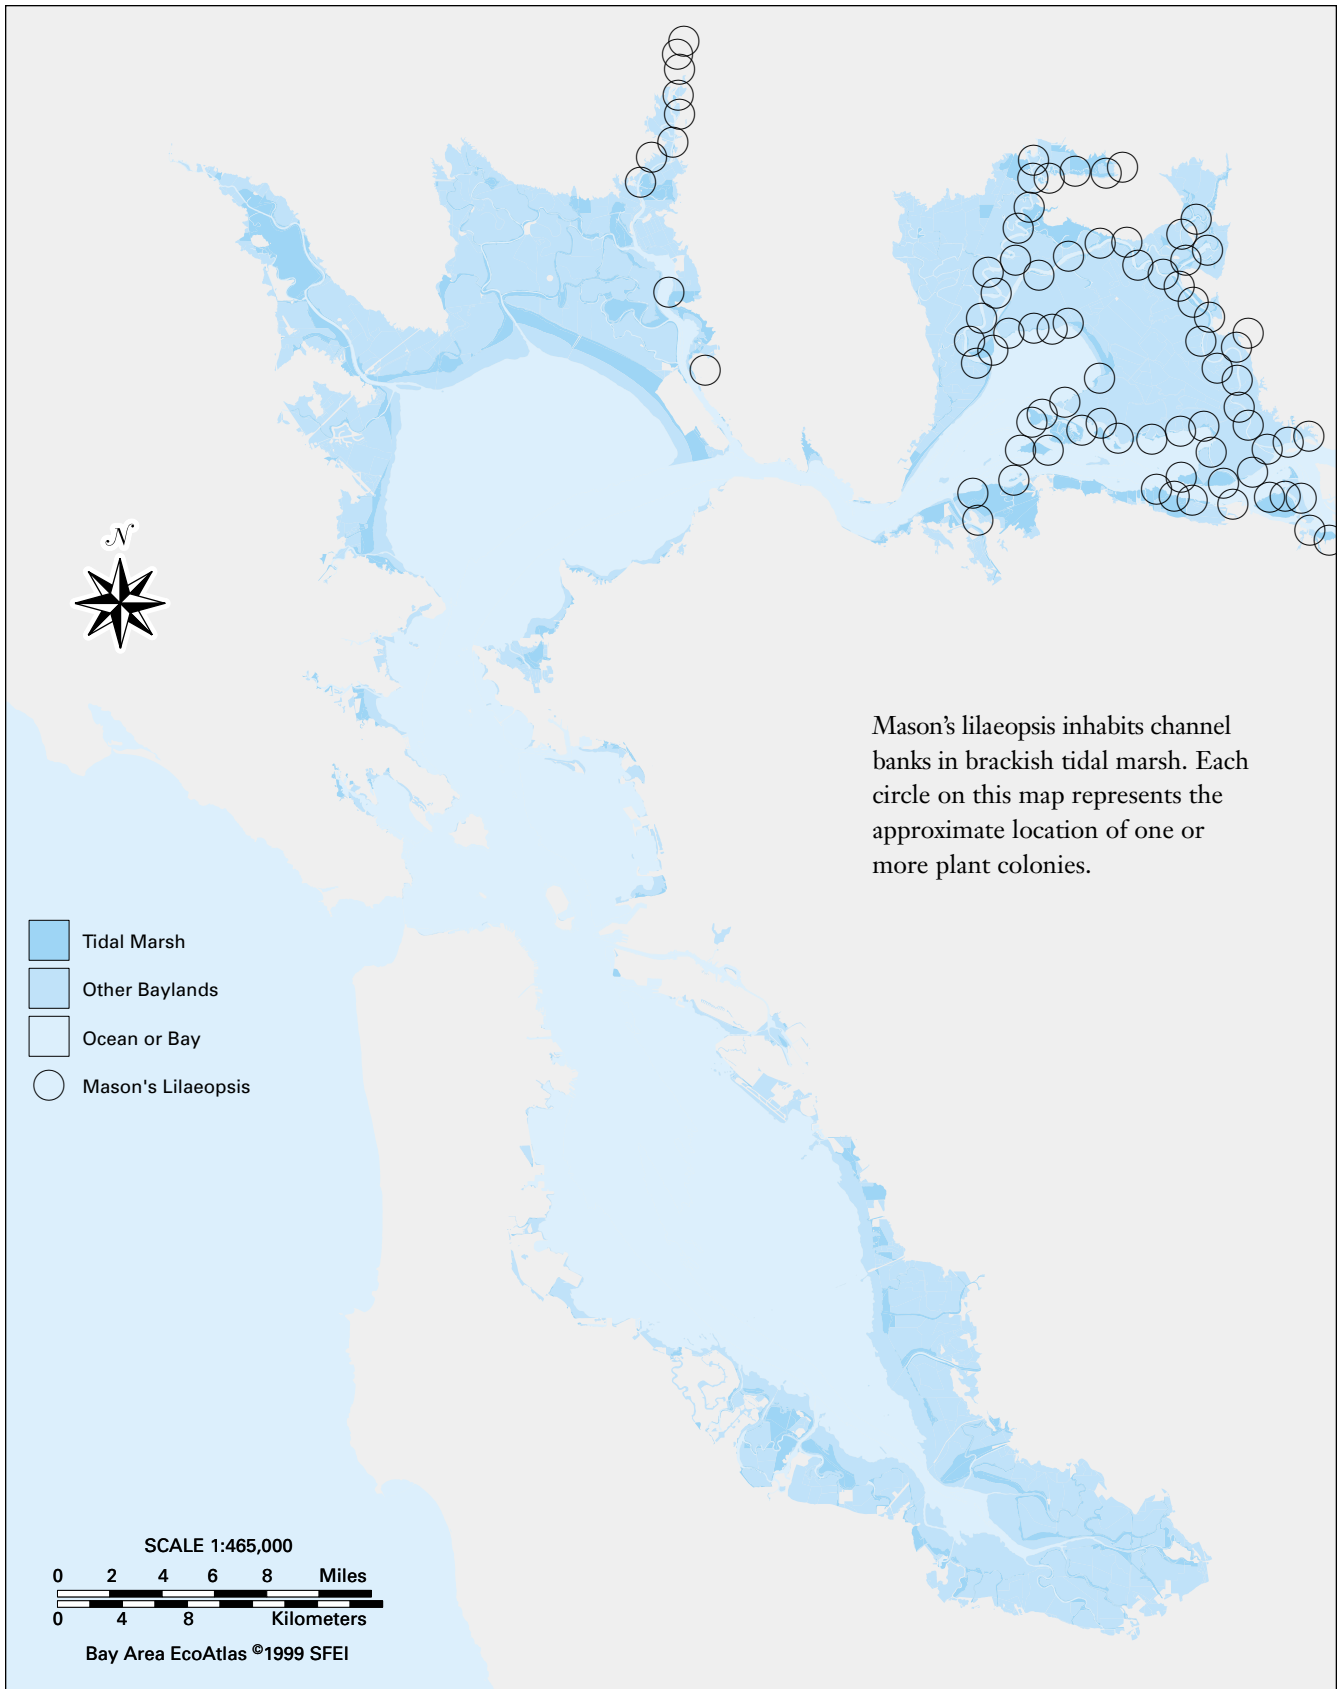 N
Mason's lilaeopsis inhabits channel
banks in brackish tidal marsh. Each
circle on this map represents the
approximate location of one or
more plant colonies.
Tidal Marsh
Other Baylands
Ocean or Bay
Mason's Lilaeopsis
SCALE 1:465,000
0 2 4 6 8 Miles
0 4 8 Kilometers
Bay Area EcoAtlas ©1999 SFEI